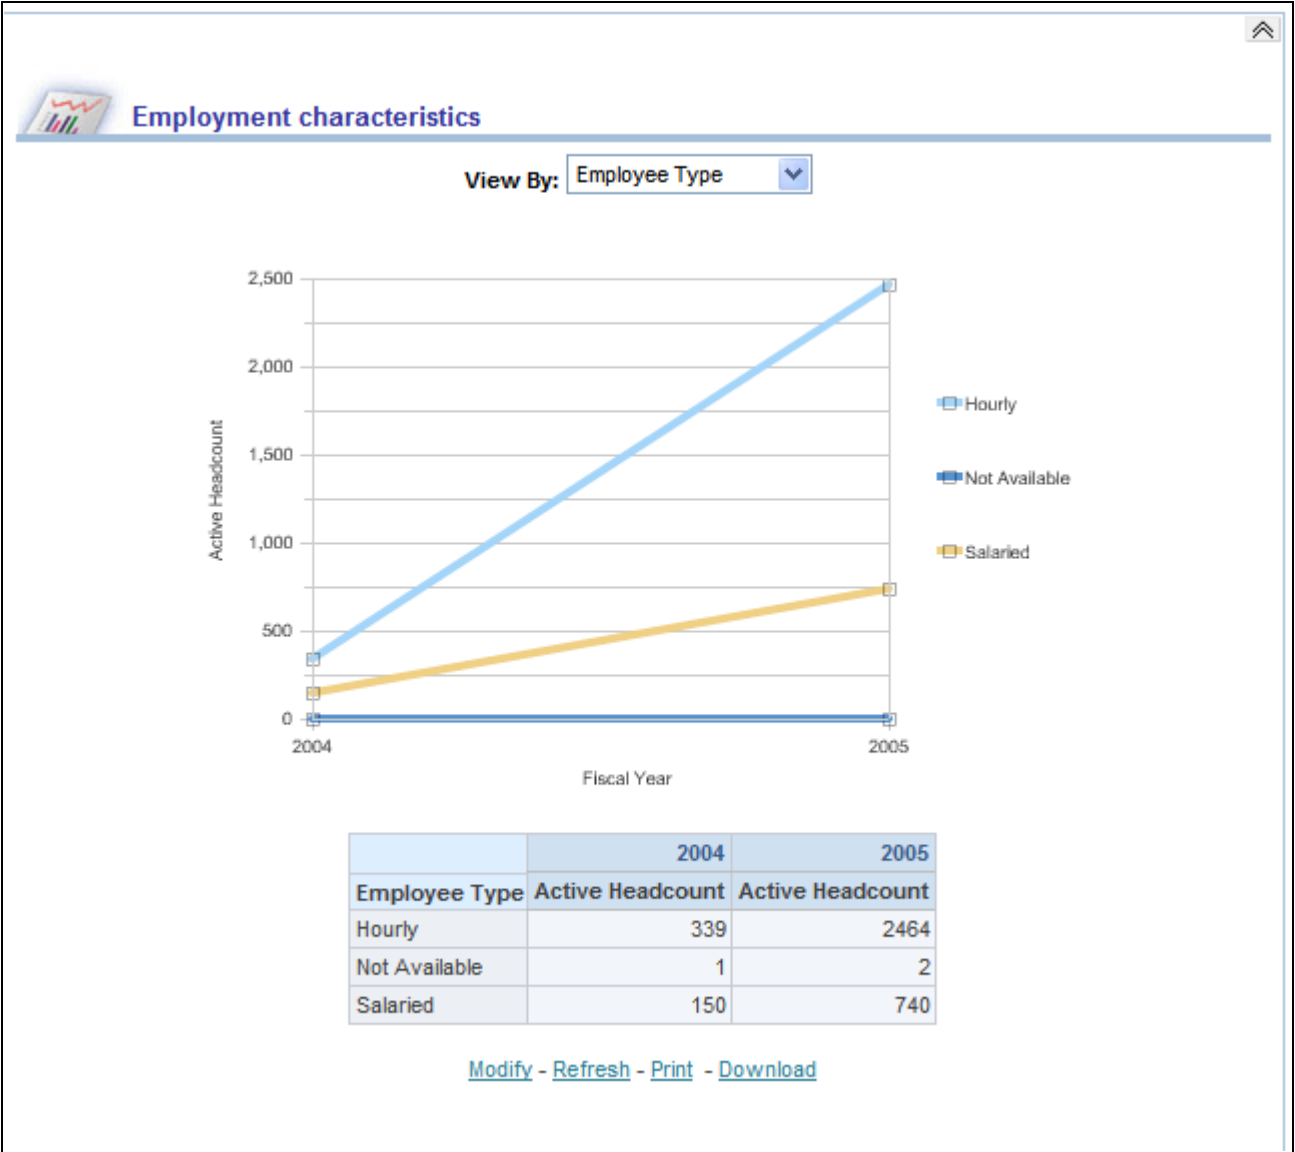 Employment characteristics
View By: Employee Type
2,500
2,000
1,500
1,000
500
0
Active Headcount
2004 2005
Fiscal Year
Hourly
Not Available
Salaried
2004 2005
Employee Type Active Headcount Active Headcount
Hourly 339 2464
Not Available 1 2
Salaried 150 740
Modify - Refresh - Print - Download